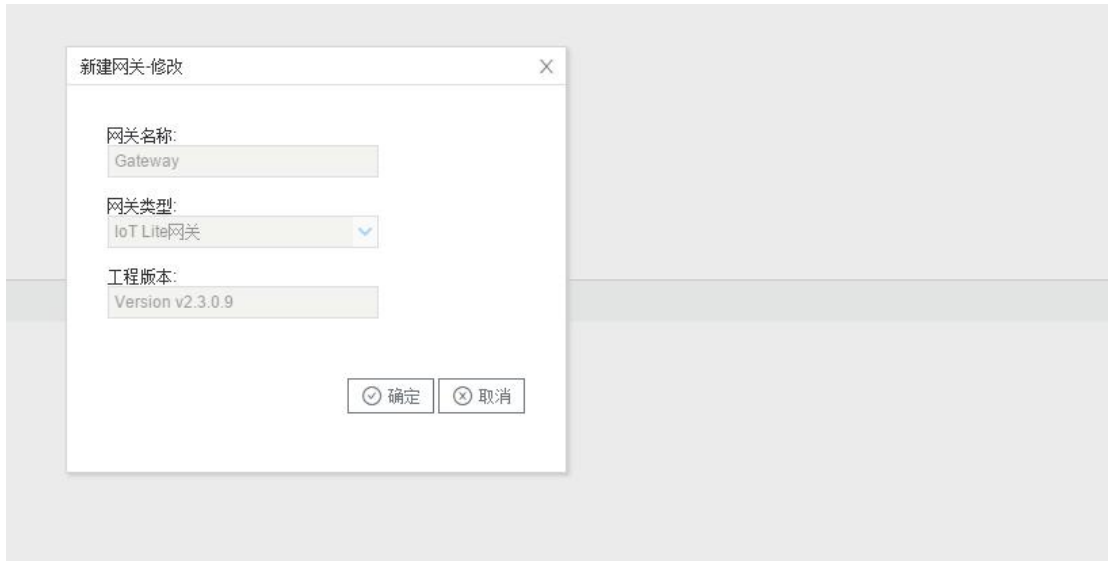 新建网关-修改
网关名称:
Gateway
网关类型:
IoT Lite网关
工程版本:
Version v2.3.0.9
确定 取消